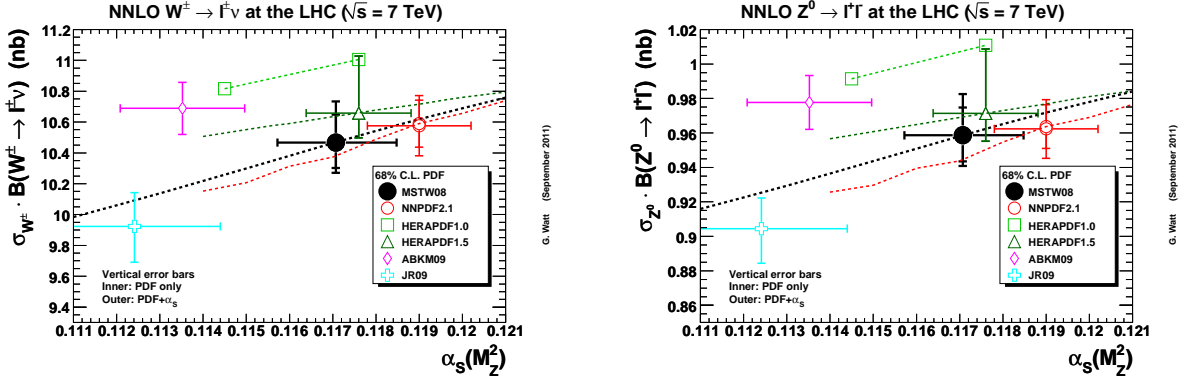 NNLO W± → l±ν at the LHC (√s = 7 TeV)
σW± · B(W± → l±ν) (nb)
11.2
11
10.8
10.6
10.4
10.2
10
9.8
9.6
9.4
0.111 0.112 0.113 0.114 0.115 0.116 0.117 0.118 0.119 0.12 0.121
αS(M²Z)
68% C.L. PDF
MSTW08
NNPDF2.1
HERAPDF1.0
HERAPDF1.5
ABKM09
JR09
Vertical error bars
Inner: PDF only
Outer: PDF+αS
G. Watt (September 2011)
NNLO Z⁰ → l⁺l⁻ at the LHC (√s = 7 TeV)
σZ⁰ · B(Z⁰ → l⁺l⁻) (nb)
1.02
1
0.98
0.96
0.94
0.92
0.9
0.88
0.86
0.85
0.111 0.112 0.113 0.114 0.115 0.116 0.117 0.118 0.119 0.12 0.121
αS(M²Z)
68% C.L. PDF
MSTW08
NNPDF2.1
HERAPDF1.0
HERAPDF1.5
ABKM09
JR09
Vertical error bars
Inner: PDF only
Outer: PDF+αS
G. Watt (September 2011)